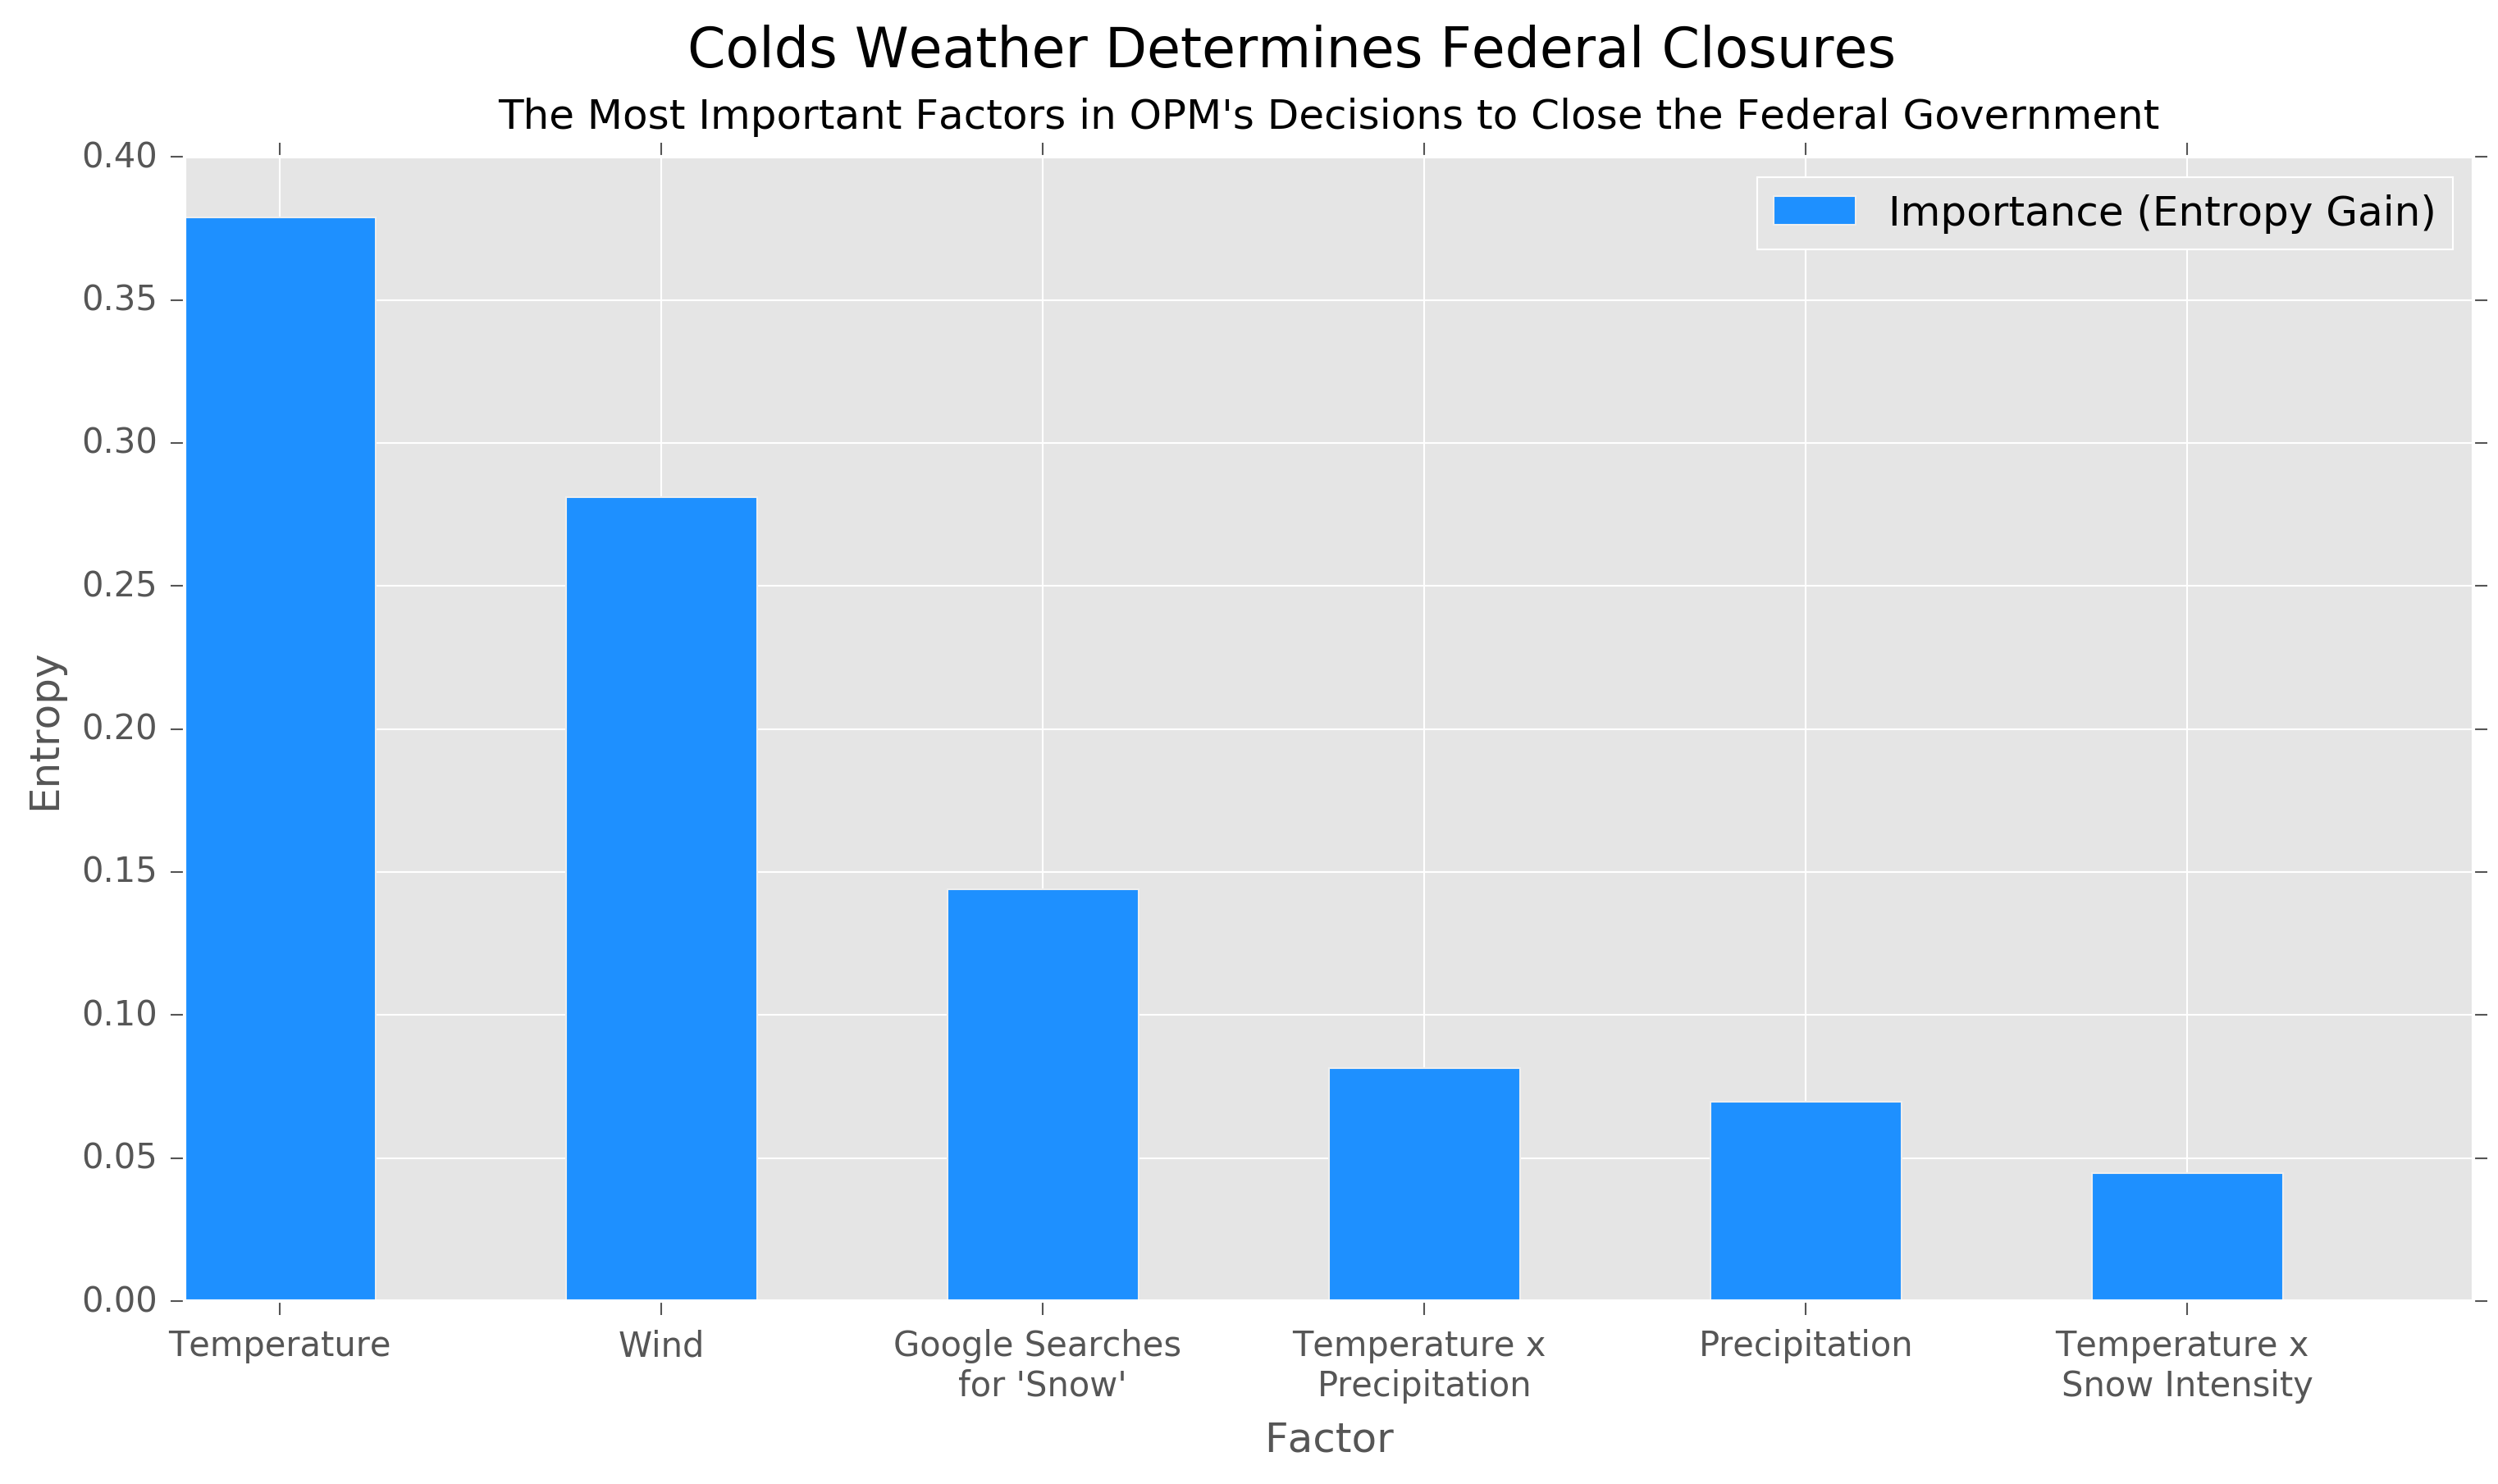 Colds Weather Determines Federal Closures
The Most Important Factors in OPM's Decisions to Close the Federal Government
Importance (Entropy Gain)
Entropy
0.40
0.35
0.30
0.25
0.20
0.15
0.10
0.05
0.00
Temperature
Wind
Google Searches
for 'Snow'
Temperature x
Precipitation
Precipitation
Temperature x
Snow Intensity
Factor